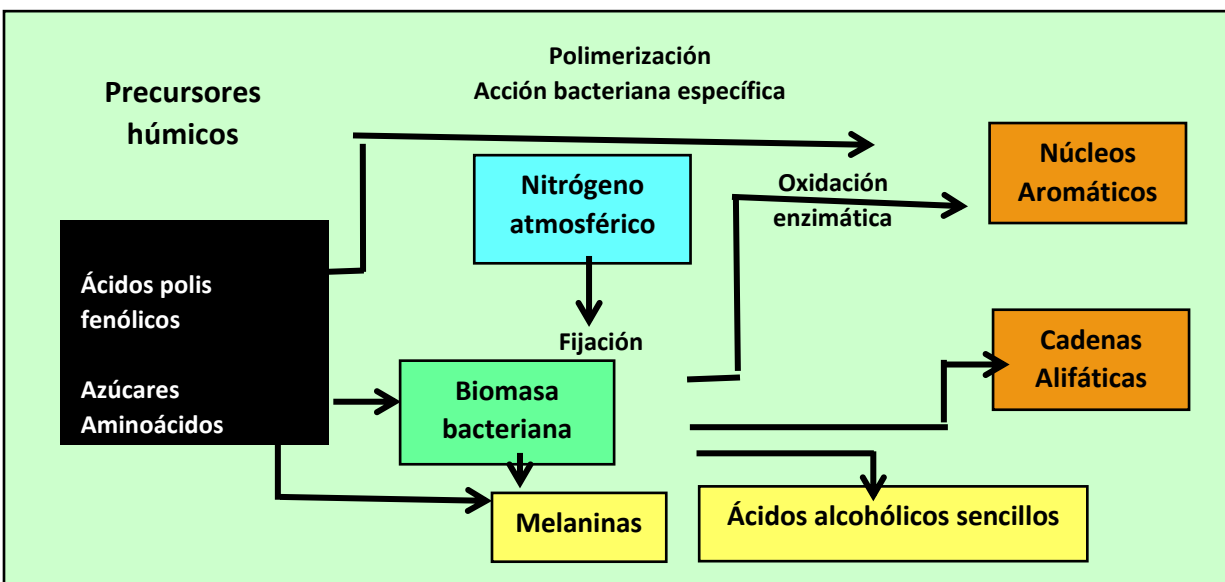 Polimerización
Acción bacteriana específica
Precursores
húmicos
Núcleos
Aromáticos
Nitrógeno
atmosférico
Oxidación
enzimática
Ácidos polis
fenólicos
Fijación
Cadenas
Alifáticas
Azúcares
Aminoácidos
Biomasa
bacteriana
Melaninas
Ácidos alcohólicos sencillos